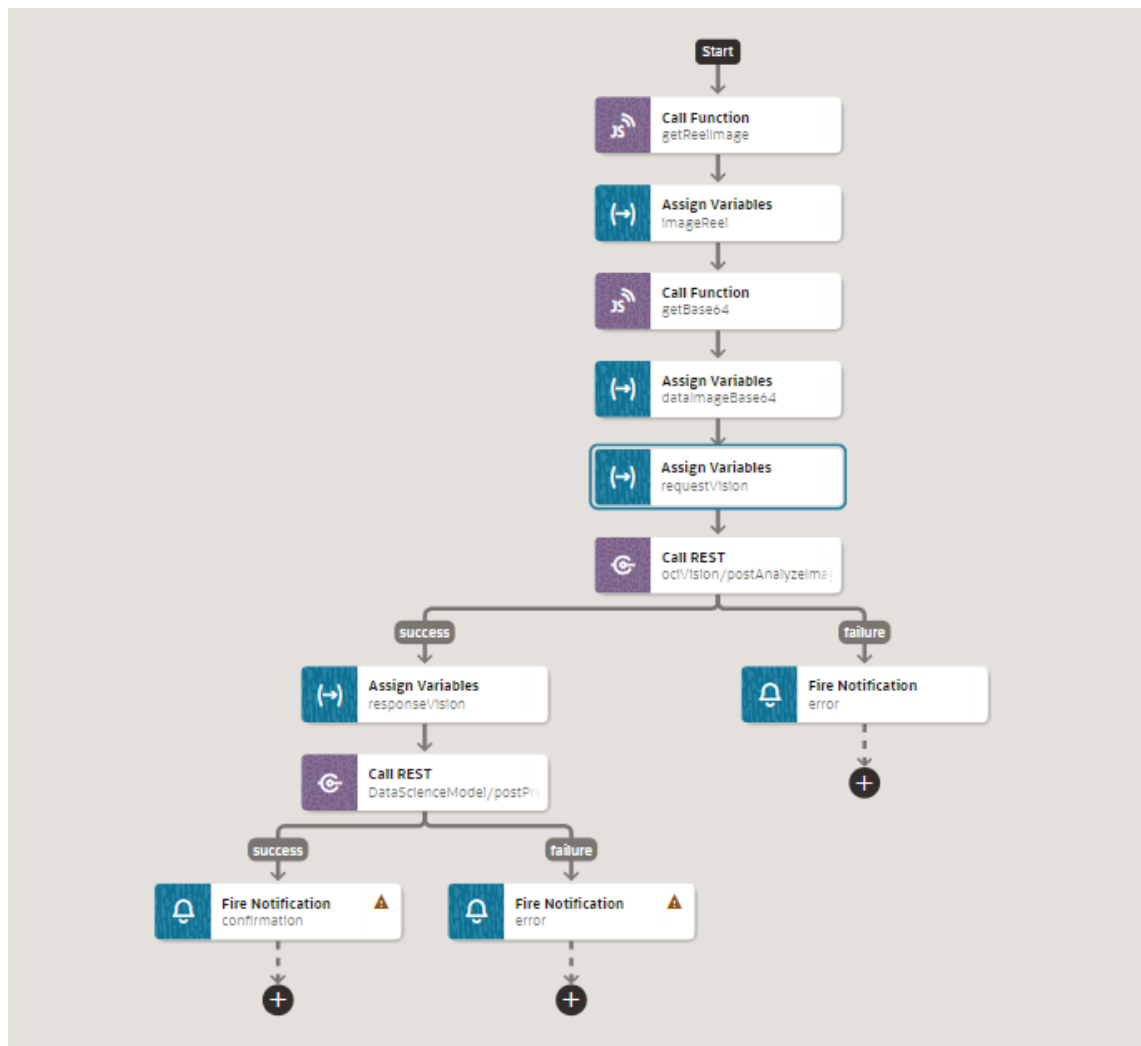 Start
Call Function
getReelImage
Assign Variables
imageReel
Call Function
getBase64
Assign Variables
dataImageBase64
Assign Variables
requestVision
Call REST
ociVision/postAnalyzeIma
success
failure
Assign Variables
responseVision
Fire Notification
error
Call REST
DataScienceModel/postPr
success
failure
Fire Notification
confirmation
Fire Notification
error